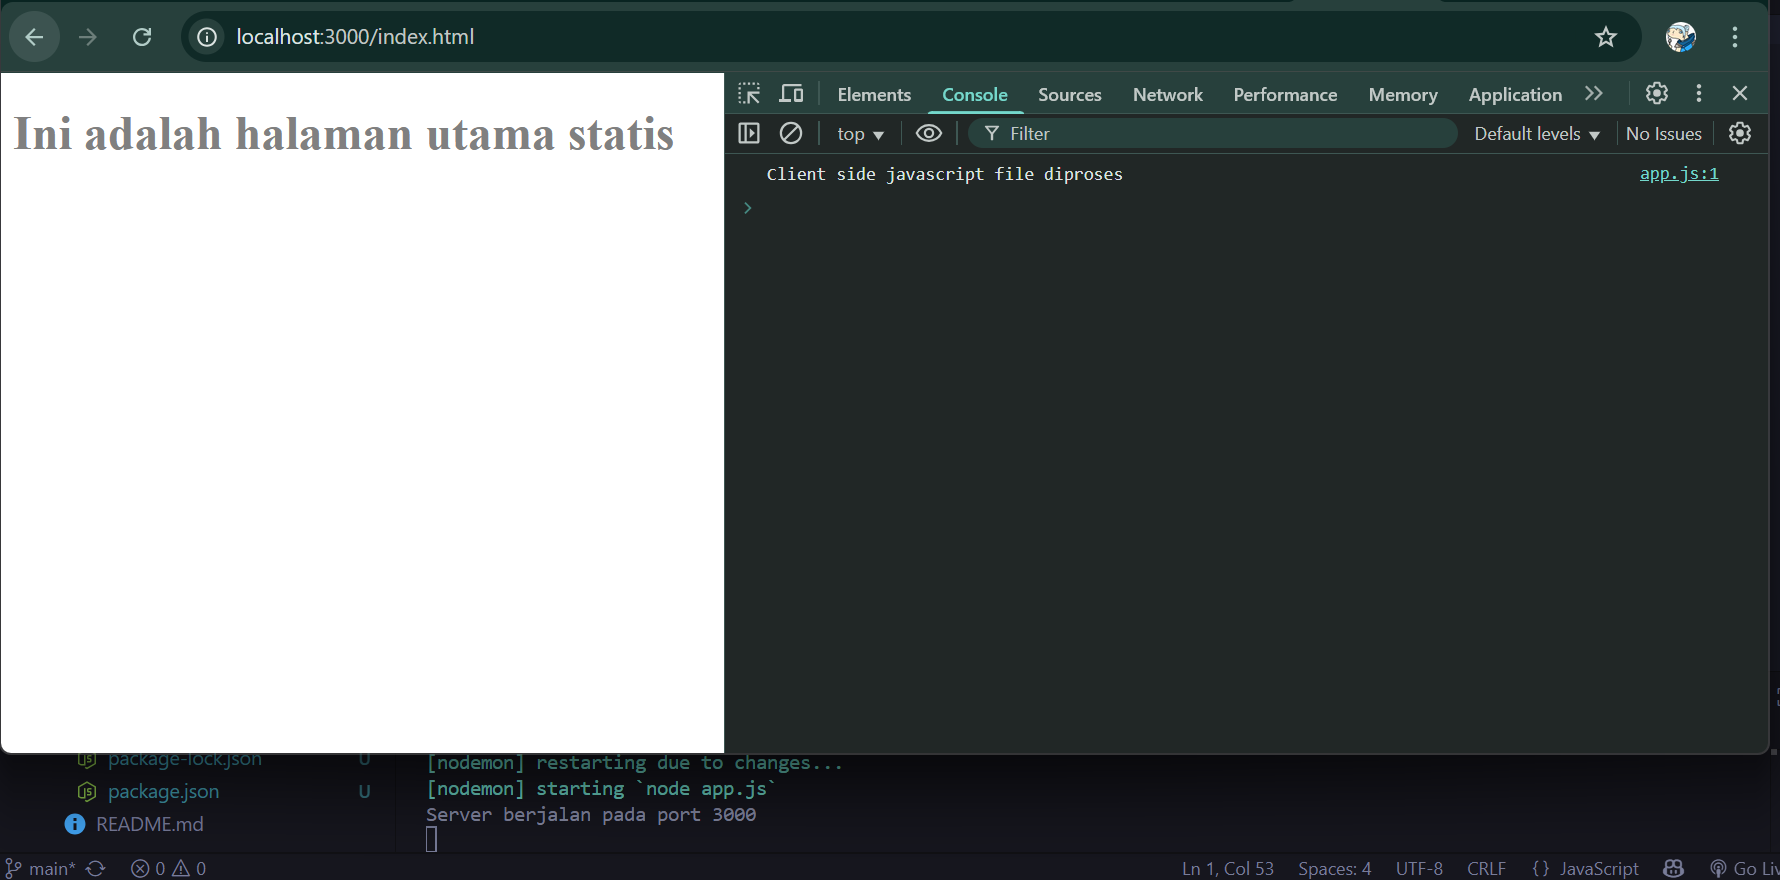 localhost:3000/index.html
Elements Console Sources Network Performance Memory Application
top Filter Default levels No Issues
Ini adalah halaman utama statis
Client side javascript file diproses app.js:1
package-lock.json U
package.json U
README.md
[nodemon] restarting due to changes...
[nodemon] starting `node app.js`
Server berjalan pada port 3000
main* 0 0 Ln 1, Col 53 Spaces: 4 UTF-8 CRLF {} JavaScript Go Liv